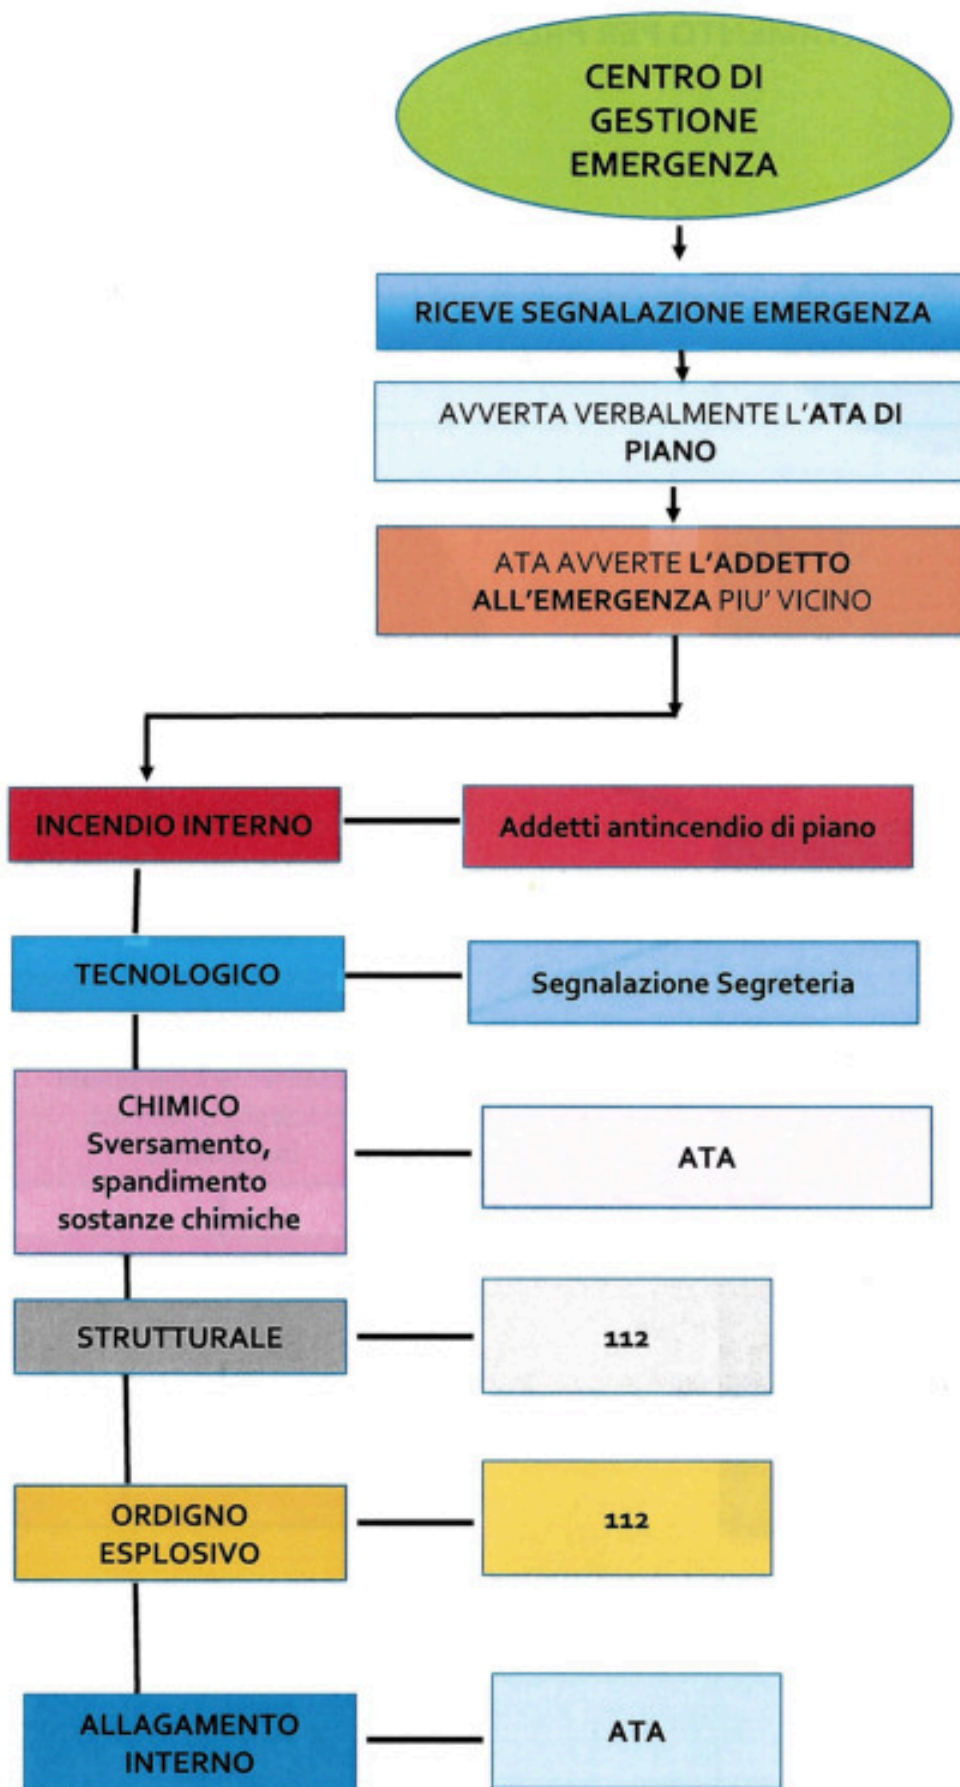 CENTRO DI
GESTIONE
EMERGENZA
RICEVE SEGNALAZIONE EMERGENZA
AVVERTA VERBALMENTE L'ATA DI
PIANO
ATA AVVERTE L'ADDETTO
ALL'EMERGENZA PIU' VICINO
INCENDIO INTERNO
Addetti antincendio di piano
TECNOLOGICO
Segnalazione Segreteria
CHIMICO
Sversamento,
spandimento
sostanze chimiche
ATA
STRUTTURALE
112
ORDIGNO
ESPLOSIVO
112
ALLAGAMENTO
INTERNO
ATA